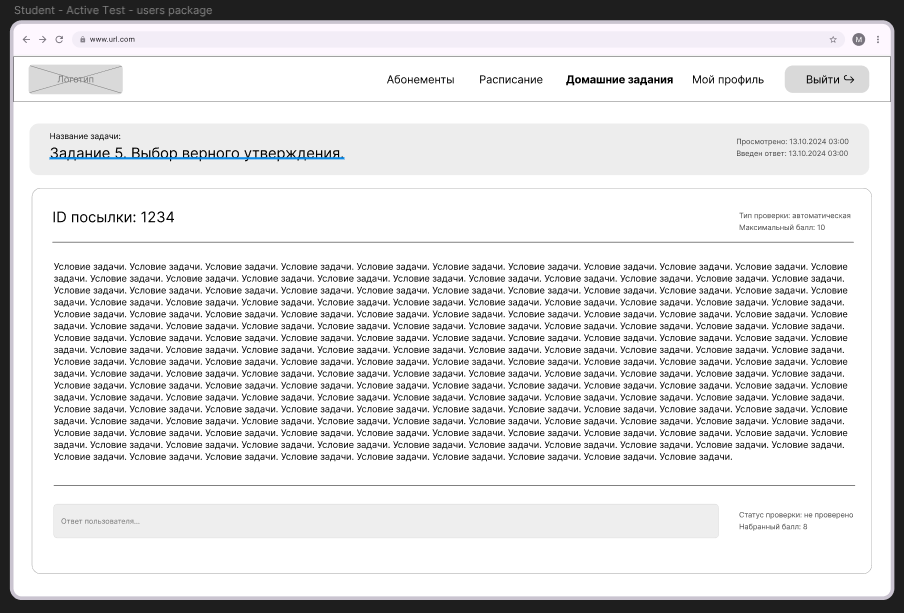 Student - Active Test - users package
www.url.com
M
Логотип
Абонементы
Расписание
Домашние задания
Мой профиль
Выйти
Название задачи:
Задание 5. Выбор верного утверждения.
Просмотрено: 13.10.2024 03:00
Введен ответ: 13.10.2024 03:00
ID посылки: 1234
Тип проверки: автоматическая
Максимальный балл: 10
Условие задачи. Условие задачи. Условие задачи. Условие задачи. Условие задачи. Условие задачи. Условие задачи. Условие задачи. Условие задачи. Условие задачи. Условие
задачи. Условие задачи. Условие задачи. Условие задачи. Условие задачи. Условие задачи. Условие задачи. Условие задачи. Условие задачи. Условие задачи. Условие задачи.
Условие задачи. Условие задачи. Условие задачи. Условие задачи. Условие задачи. Условие задачи. Условие задачи. Условие задачи. Условие задачи. Условие задачи. Условие
задачи. Условие задачи. Условие задачи. Условие задачи. Условие задачи. Условие задачи. Условие задачи. Условие задачи. Условие задачи. Условие задачи. Условие задачи.
Условие задачи. Условие задачи. Условие задачи. Условие задачи. Условие задачи. Условие задачи. Условие задачи. Условие задачи. Условие задачи. Условие задачи. Условие
задачи. Условие задачи. Условие задачи. Условие задачи. Условие задачи. Условие задачи. Условие задачи. Условие задачи. Условие задачи. Условие задачи. Условие задачи.
Условие задачи. Условие задачи. Условие задачи. Условие задачи. Условие задачи. Условие задачи. Условие задачи. Условие задачи. Условие задачи. Условие задачи. Условие
задачи. Условие задачи. Условие задачи. Условие задачи. Условие задачи. Условие задачи. Условие задачи. Условие задачи. Условие задачи. Условие задачи. Условие задачи.
Условие задачи. Условие задачи. Условие задачи. Условие задачи. Условие задачи. Условие задачи. Условие задачи. Условие задачи. Условие задачи. Условие задачи. Условие
задачи. Условие задачи. Условие задачи. Условие задачи. Условие задачи. Условие задачи. Условие задачи. Условие задачи. Условие задачи. Условие задачи. Условие задачи.
Условие задачи. Условие задачи. Условие задачи. Условие задачи. Условие задачи. Условие задачи. Условие задачи. Условие задачи. Условие задачи. Условие задачи. Условие
задачи. Условие задачи. Условие задачи. Условие задачи. Условие задачи. Условие задачи. Условие задачи. Условие задачи. Условие задачи. Условие задачи. Условие задачи.
Условие задачи. Условие задачи. Условие задачи. Условие задачи. Условие задачи. Условие задачи. Условие задачи. Условие задачи. Условие задачи. Условие задачи. Условие
задачи. Условие задачи. Условие задачи. Условие задачи. Условие задачи. Условие задачи. Условие задачи. Условие задачи. Условие задачи. Условие задачи. Условие задачи.
Условие задачи. Условие задачи. Условие задачи. Условие задачи. Условие задачи. Условие задачи. Условие задачи. Условие задачи. Условие задачи. Условие задачи. Условие
задачи. Условие задачи. Условие задачи. Условие задачи. Условие задачи. Условие задачи. Условие задачи. Условие задачи. Условие задачи. Условие задачи. Условие задачи.
Условие задачи. Условие задачи. Условие задачи. Условие задачи. Условие задачи. Условие задачи. Условие задачи. Условие задачи. Условие задачи.
Ответ пользователя...
Статус проверки: не проверено
Набранный балл: 8